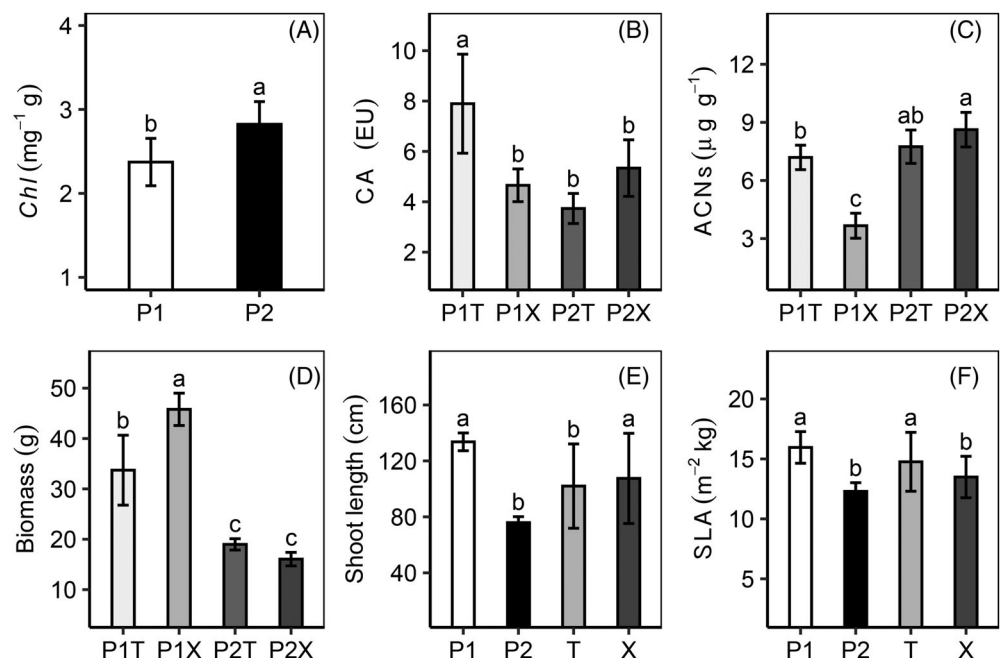 (A)
Chl (mg⁻¹ g)
4
3
2
1
b
a
P1
P2
(B)
CA (EU)
10
8
6
4
2
a
b
b
b
P1T
P1X
P2T
P2X
(C)
ACNs (μg g⁻¹)
12
9
6
3
b
c
ab
a
P1T
P1X
P2T
P2X
(D)
Biomass (g)
50
40
30
20
10
b
a
c
c
P1T
P1X
P2T
P2X
(E)
Shoot length (cm)
160
120
80
40
a
b
b
a
P1
P2
T
X
(F)
SLA (m⁻² kg)
20
15
10
5
a
b
a
b
P1
P2
T
X